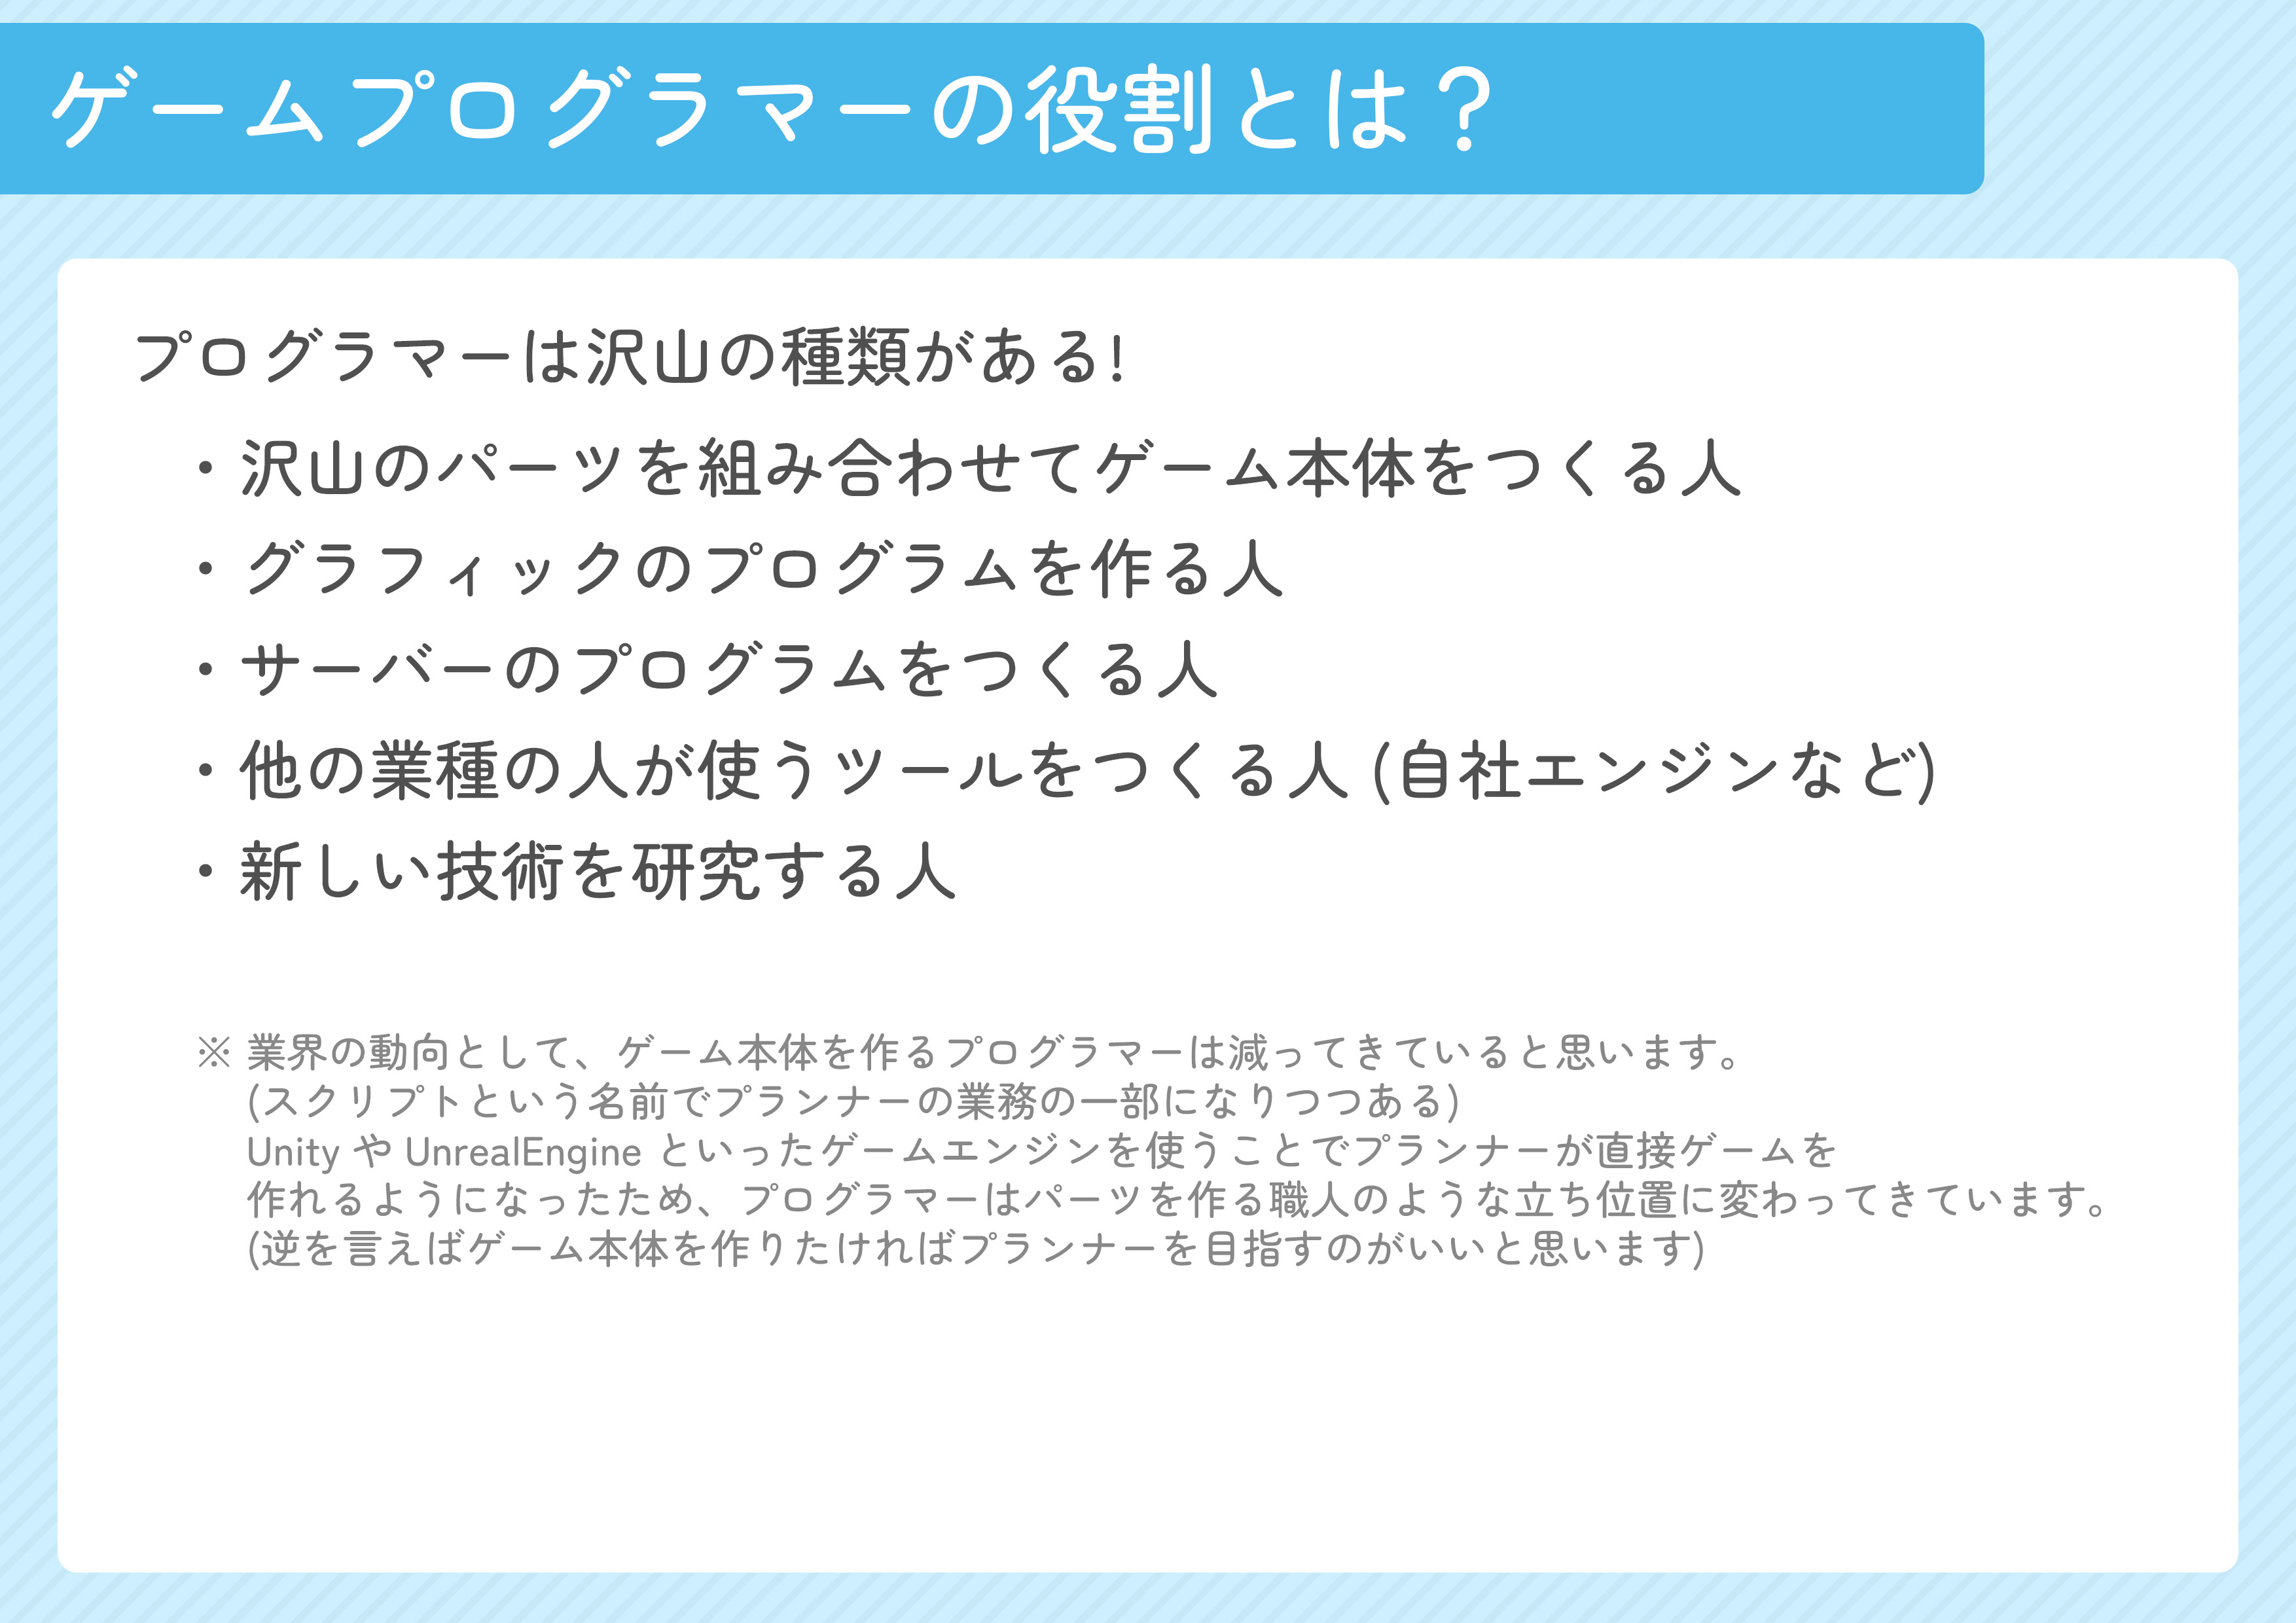 ゲームプログラマーの役割とは？
プログラマーは沢山の種類がある!
・沢山のパーツを組み合わせてゲーム本体をつくる人
・グラフィックのプログラムを作る人
・サーバーのプログラムをつくる人
・他の業種の人が使うツールをつくる人 (自社エンジンなど)
・新しい技術を研究する人
※ 業界の動向として、ゲーム本体を作るプログラマーは減ってきていると思います。
(スクリプトという名前でプランナーの業務の一部になりつつある)
Unity や UnrealEngine といったゲームエンジンを使うことでプランナーが直接ゲームを
作れるようになったため、プログラマーはパーツを作る職人のような立ち位置に変わってきています。
(逆を言えばゲーム本体を作りたければプランナーを目指すのがいいと思います)